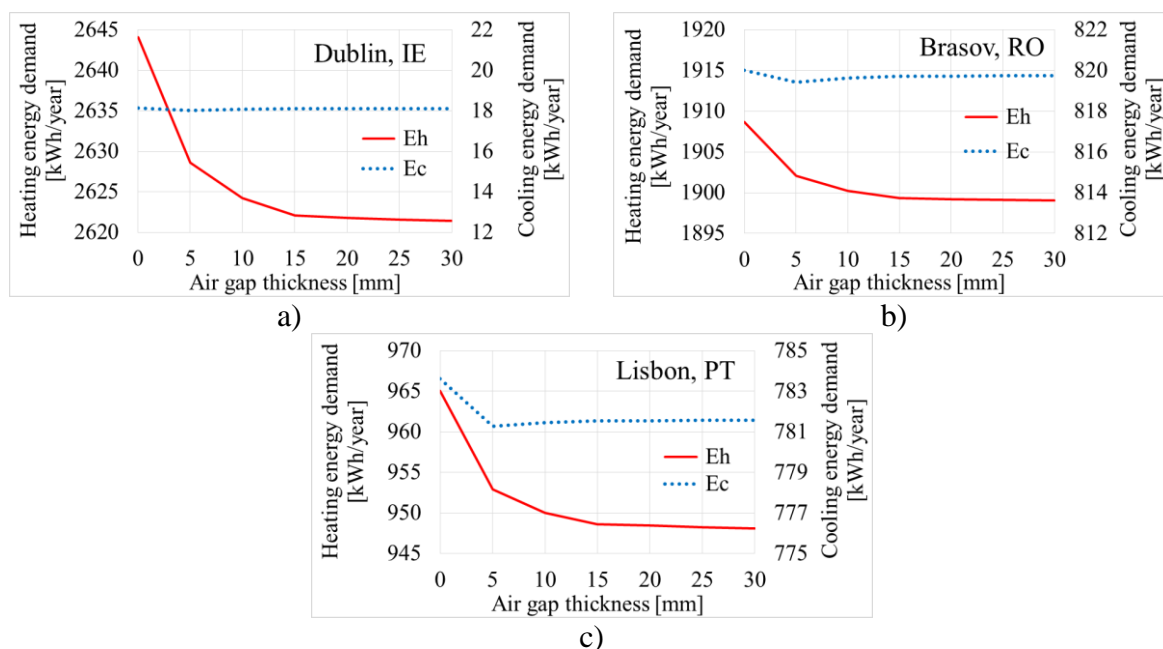 Dublin, IE
Heating energy demand
[kWh/year]
2645
2640
2635
2630
2625
2620
Eh
Ec
22
20
18
16
14
12
Cooling energy demand
[kWh/year]
0 5 10 15 20 25 30
Air gap thickness [mm]
a)
Brasov, RO
Heating energy demand
[kWh/year]
1920
1915
1910
1905
1900
1895
Eh
Ec
822
820
818
816
814
812
Cooling energy demand
[kWh/year]
0 5 10 15 20 25 30
Air gap thickness [mm]
b)
Lisbon, PT
Heating energy demand
[kWh/year]
970
965
960
955
950
945
Eh
Ec
785
783
781
779
777
775
Cooling energy demand
[kWh/year]
0 5 10 15 20 25 30
Air gap thickness [mm]
c)